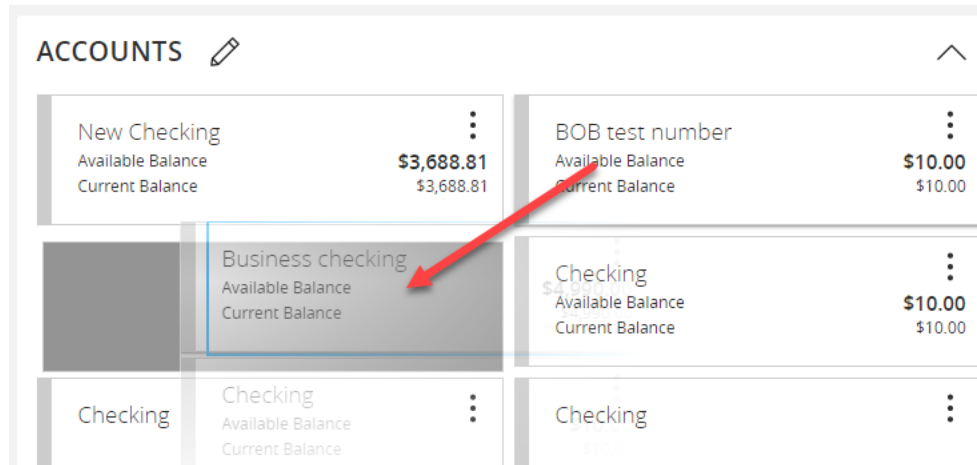 ACCOUNTS
New Checking
Available Balance $3,688.81
Current Balance $3,688.81
BOB test number
Available Balance $10.00
Current Balance $10.00
Business checking
Available Balance
Current Balance
Checking
Available Balance $10.00
Current Balance $10.00
Checking
Checking
Available Balance
Current Balance
Checking